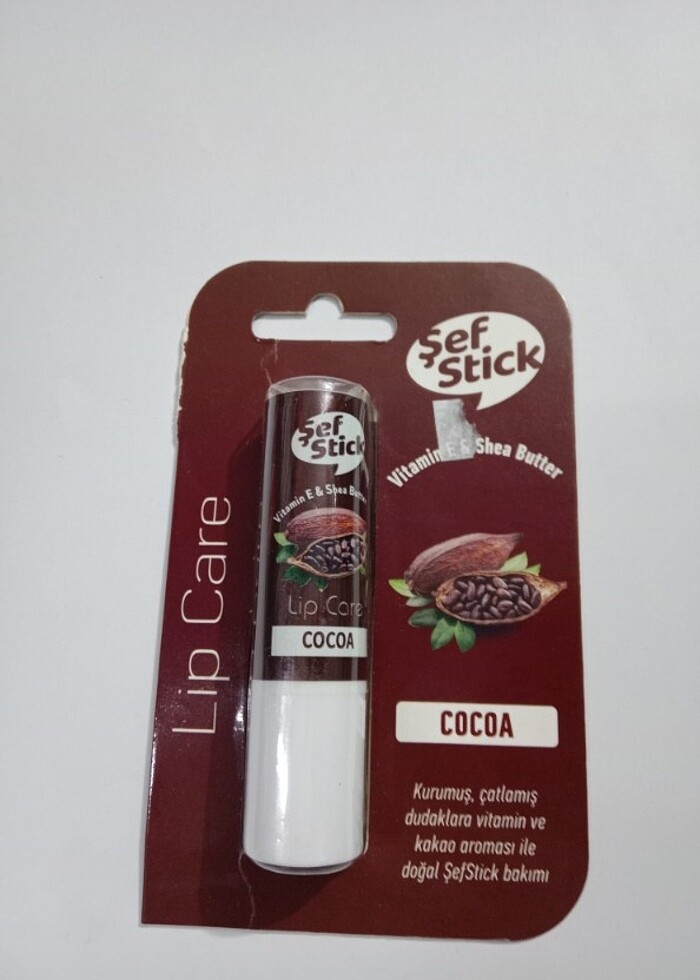 Şef
Stick
Vitamin E & Shea Butter
Lip Care
Şef
Stick
Vitamin E & Shea Butter
Lip Care
COCOA
COCOA
Kurumuş, çatlamış
dudaklara vitamin ve
kakao aroması ile
doğal ŞefStick bakımı